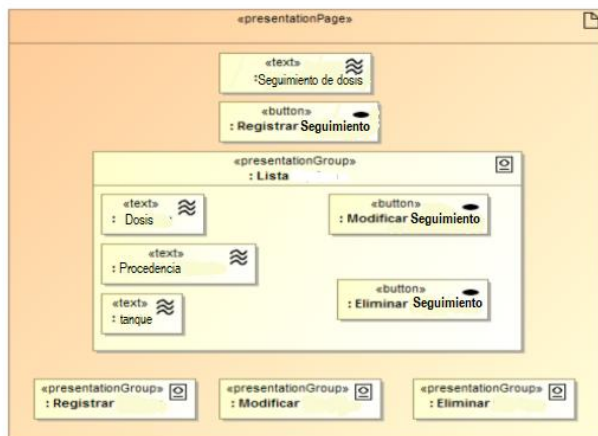 «presentationPage»
«text»
:Seguimiento de dosis
«button»
: Registrar Seguimiento
«presentationGroup»
: Lista
«text»
: Dosis
«button»
: Modificar Seguimiento
«text»
: Procedencia
«button»
: Eliminar Seguimiento
«text»
: tanque
«presentationGroup»
: Registrar
«presentationGroup»
: Modificar
«presentationGroup»
: Eliminar